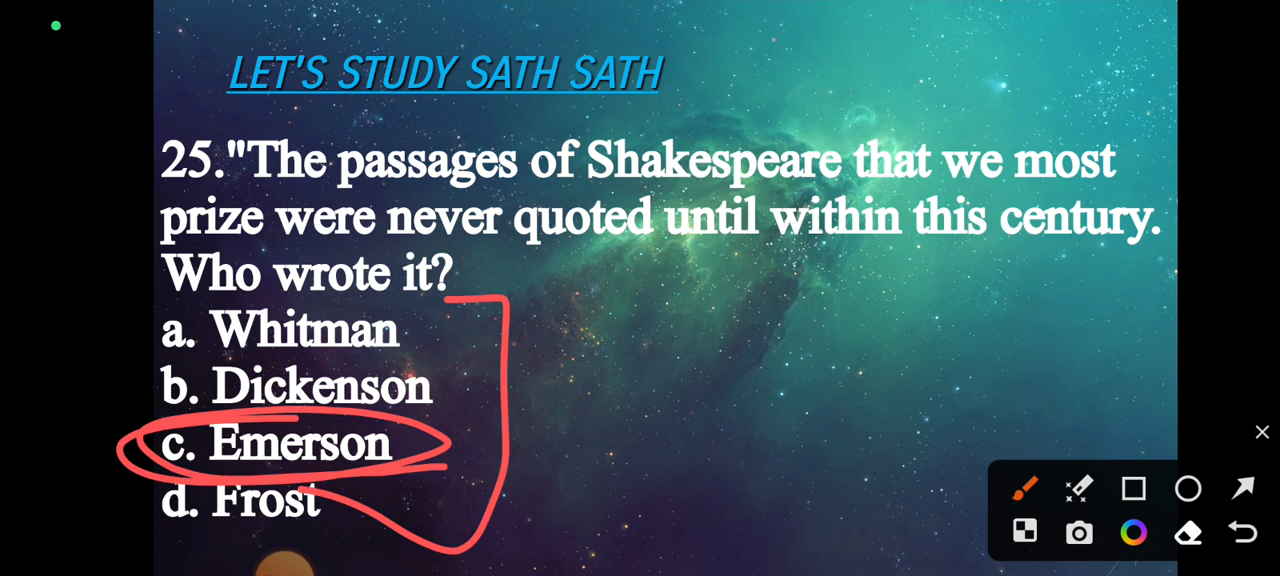 LET'S STUDY SATH SATH
25."The passages of Shakespeare that we most
prize were never quoted until within this century.
Who wrote it?
a. Whitman
b. Dickenson
c. Emerson
d. Frost